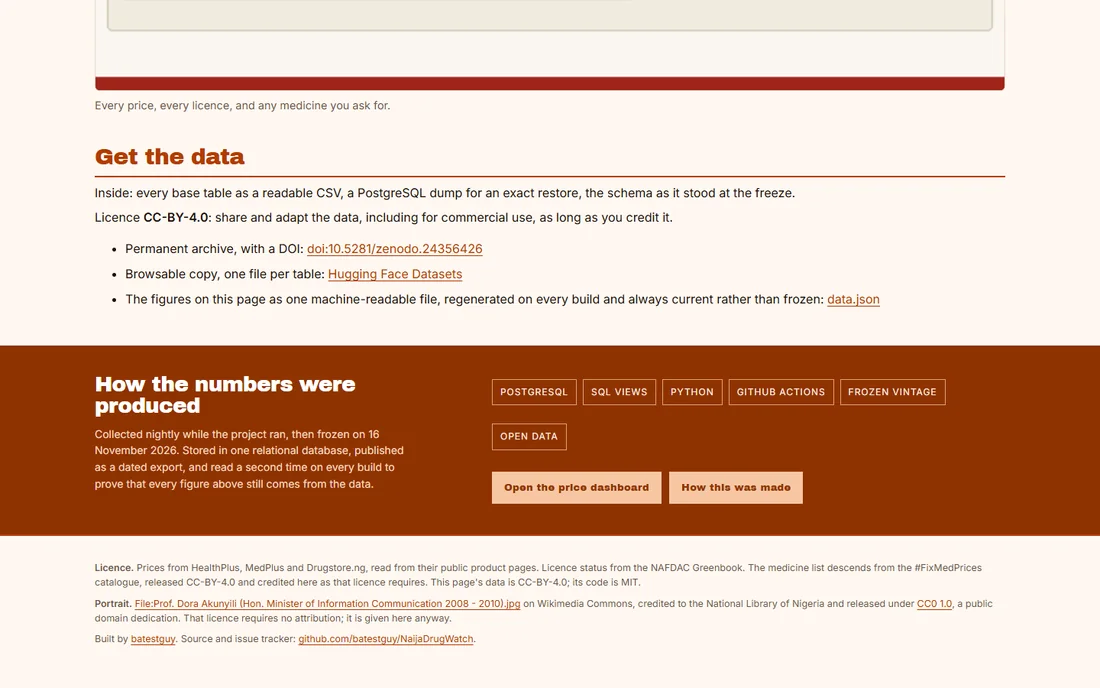 Every price, every licence, and any medicine you ask for.
Get the data
Inside: every base table as a readable CSV, a PostgreSQL dump for an exact restore, the schema as it stood at the freeze.
Licence CC-BY-4.0: share and adapt the data, including for commercial use, as long as you credit it.
• Permanent archive, with a DOI: doi:10.5281/zenodo.24356426
• Browsable copy, one file per table: Hugging Face Datasets
• The figures on this page as one machine-readable file, regenerated on every build and always current rather than frozen: data.json
How the numbers were
produced
Collected nightly while the project ran, then frozen on 16
November 2026. Stored in one relational database, published
as a dated export, and read a second time on every build to
prove that every figure above still comes from the data.
POSTGRESQL SQL VIEWS PYTHON GITHUB ACTIONS FROZEN VINTAGE
OPEN DATA
Open the price dashboard How this was made
Licence. Prices from HealthPlus, MedPlus and Drugstore.ng, read from their public product pages. Licence status from the NAFDAC Greenbook. The medicine list descends from the #FixMedPrices
catalogue, released CC-BY-4.0 and credited here as that licence requires. This page's data is CC-BY-4.0; its code is MIT.
Portrait. File:Prof. Dora Akunyili (Hon. Minister of Information Communication 2008 - 2010).jpg on Wikimedia Commons, credited to the National Library of Nigeria and released under CC0 1.0, a public
domain dedication. That licence requires no attribution; it is given here anyway.
Built by batestguy. Source and issue tracker: github.com/batestguy/NaijaDrugWatch.